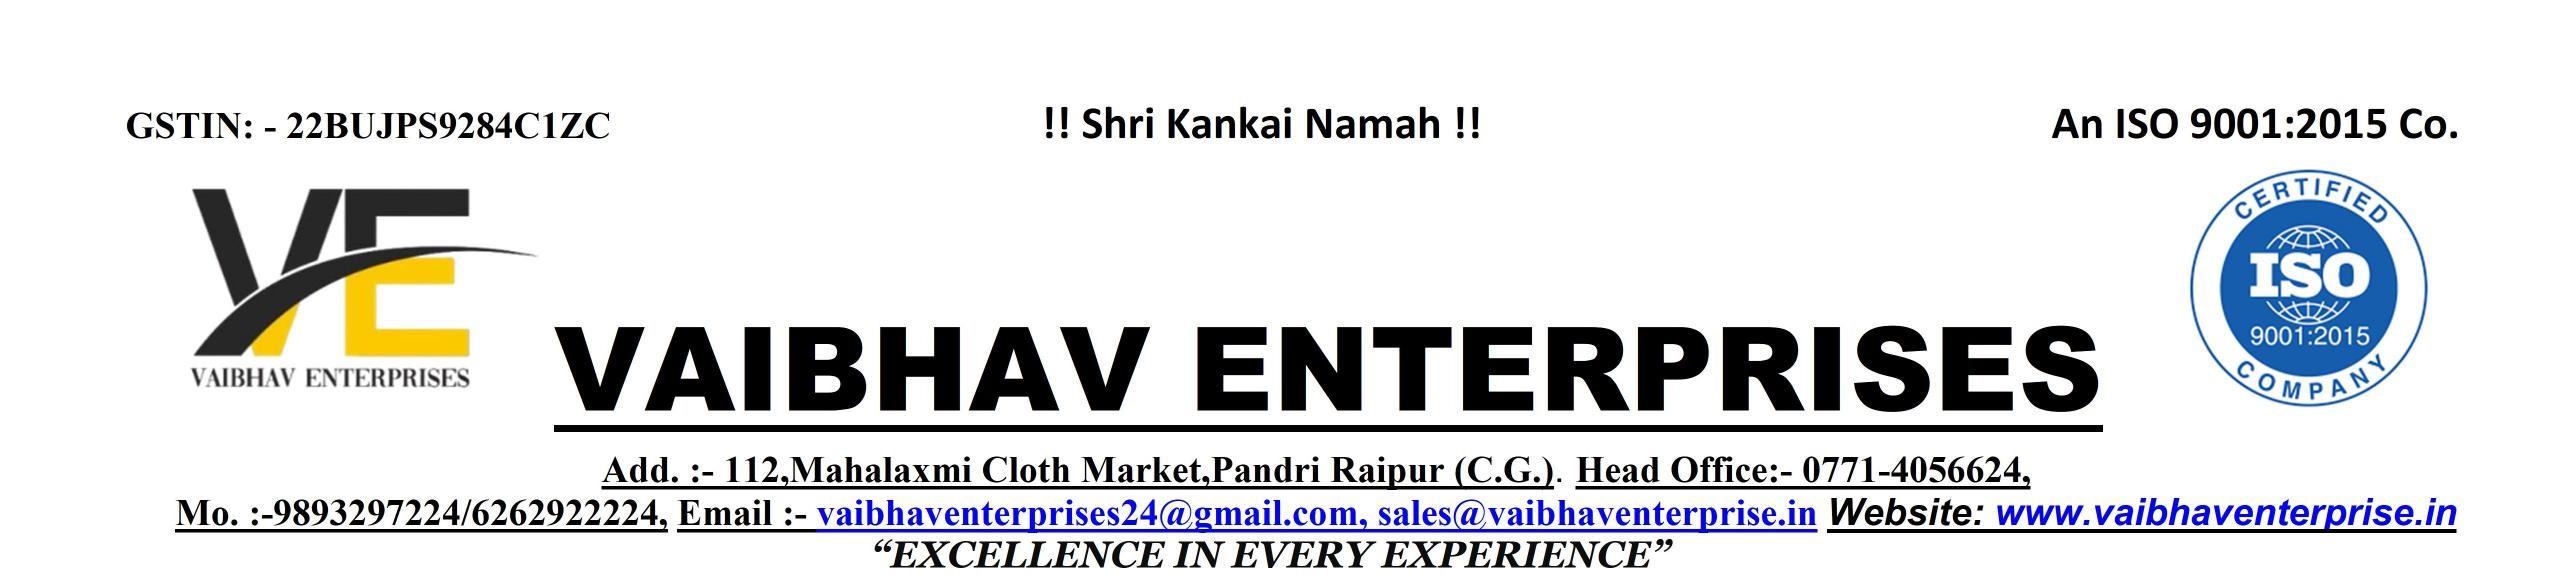 GSTIN: - 22BUJPS9284C1ZC !! Shri Kankai Namah !! An ISO 9001:2015 Co.
VE
VAIBHAV ENTERPRISES
CERTIFIED
ISO
9001:2015
COMPANY
VAIBHAV ENTERPRISES
Add. :- 112,Mahalaxmi Cloth Market,Pandri Raipur (C.G.). Head Office:- 0771-4056624,
Mo. :-9893297224/6262922224, Email :- vaibhaventerprises24@gmail.com, sales@vaibhaventerprise.in Website: www.vaibhaventerprise.in
“EXCELLENCE IN EVERY EXPERIENCE”